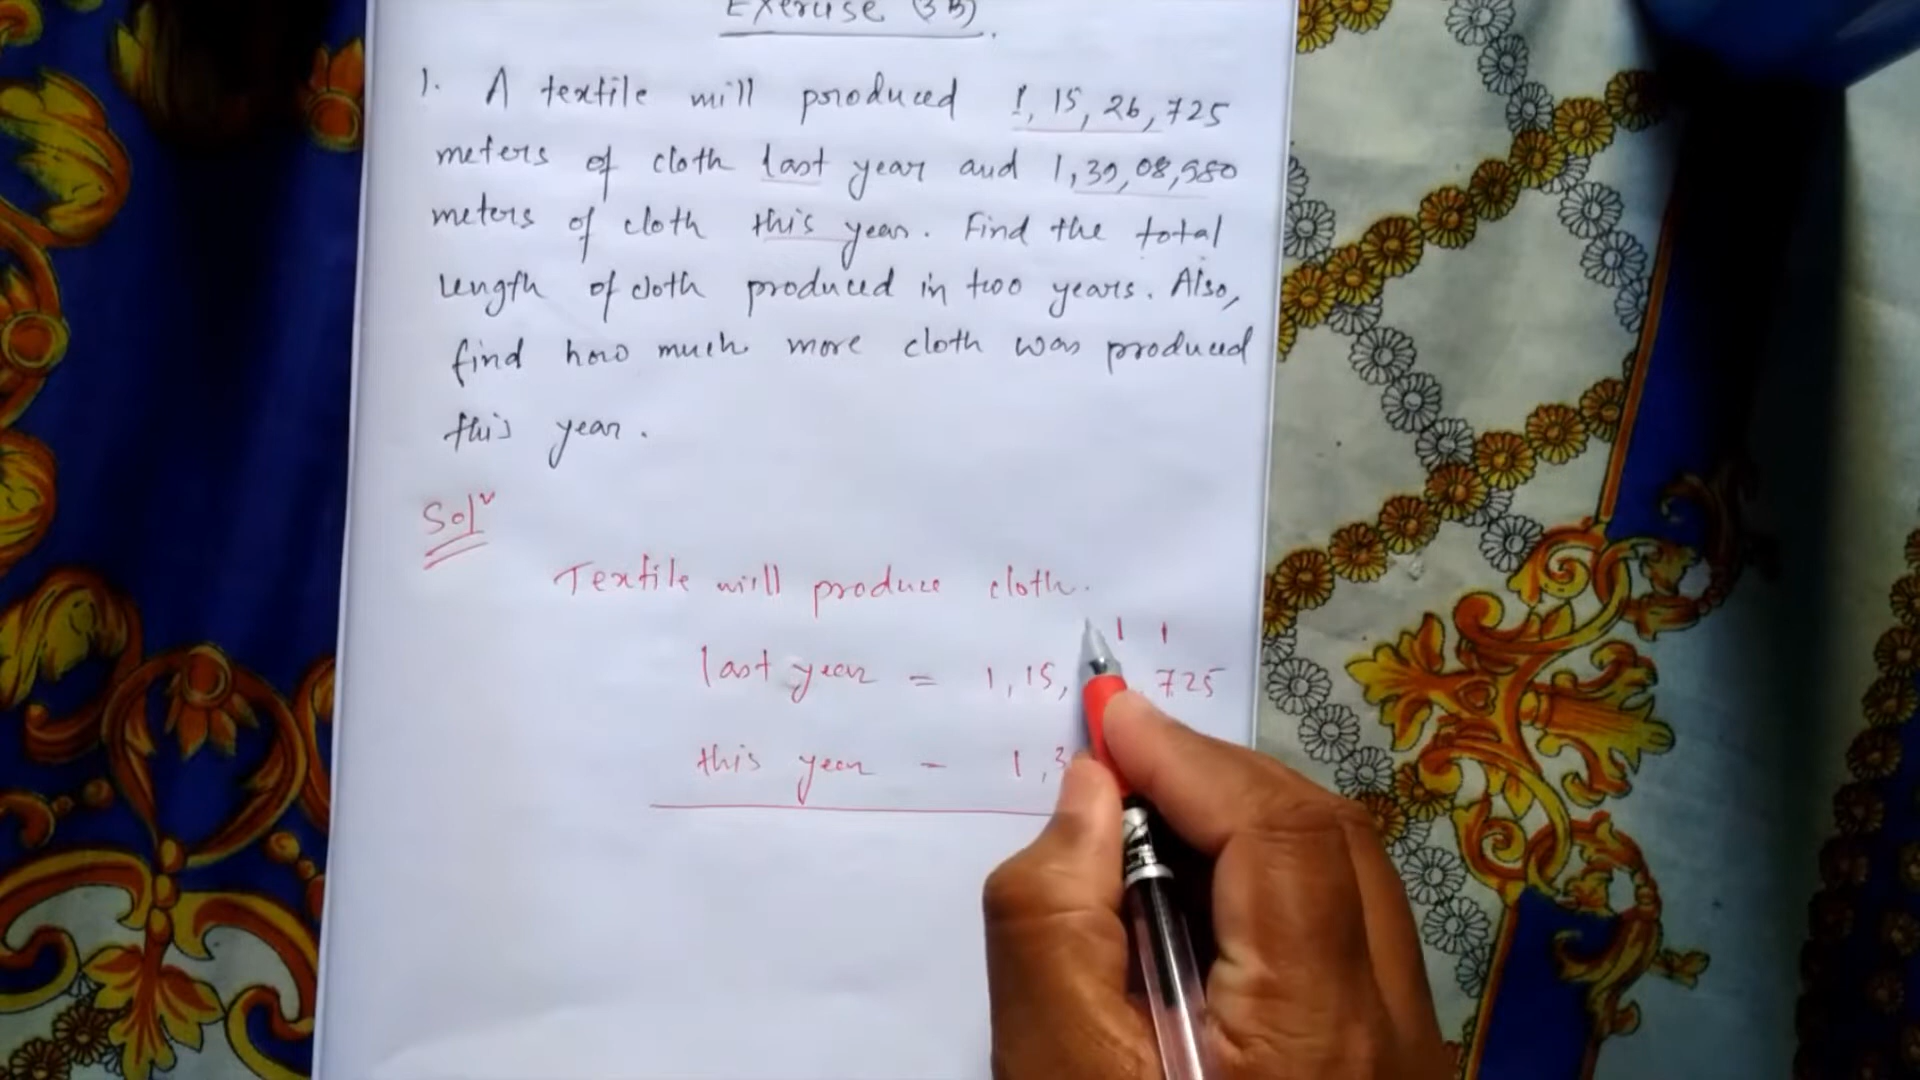 Exercise (3B).
1. A textile mill produced 1,15,26,725
meters of cloth last year and 1,39,08,980
meters of cloth this year. Find the total
length of cloth produced in two years. Also,
find how much more cloth was produced
this year.
Solⁿ
Textile mill produce cloth.
1 1
last year = 1,15, 725
this year - 1,3